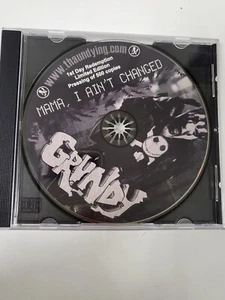 www.thaundying.com
1st Day Redemption
Limited Edition
Pressing of 500 copies
MAMA, I AIN'T CHANGED
GRUNDY